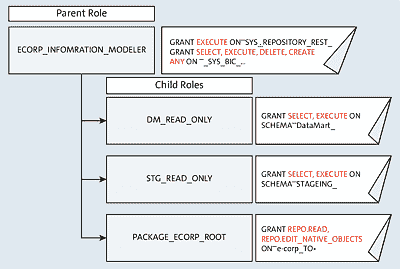 Parent Role
ECORP_INFOMRATION_MODELER
GRANT EXECUTE ON SYS_REPOSITORY_REST_
GRANT SELECT, EXECUTE, DELETE, CREATE
ANY ON _SYS_BIC_...
Child Roles
DM_READ_ONLY
GRANT SELECT, EXECUTE ON
SCHEMA DataMart_
STG_READ_ONLY
GRANT SELECT, EXECUTE ON
SCHEMA STAGEING_
PACKAGE_ECORP_ROOT
GRANT REPO.READ,
REPO.EDIT_NATIVE_OBJECTS
ON e-corp_TO